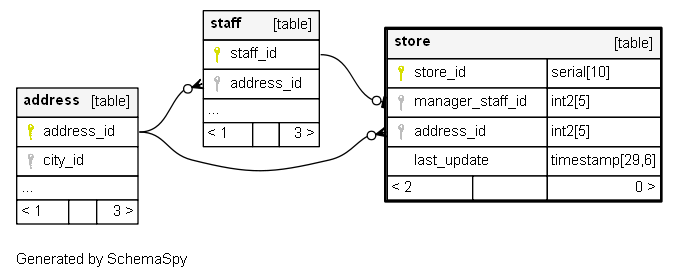 staff [table]
staff_id
address_id
...
< 1 3 >
store [table]
store_id serial[10]
manager_staff_id int2[5]
address_id int2[5]
last_update timestamp[29,6]
< 2 0 >
address [table]
address_id
city_id
...
< 1 3 >
Generated by SchemaSpy